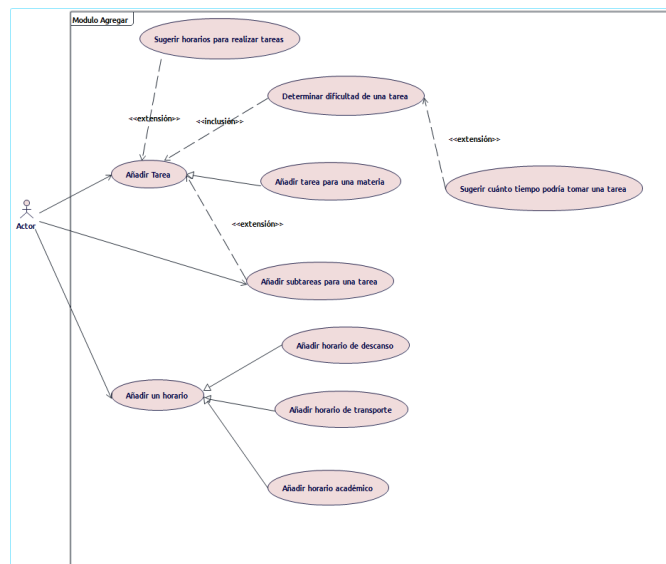 Modulo Agregar
Sugerir horarios para realizar tareas
Determinar dificultad de una tarea
<<extensión>>
<<inclusión>>
<<extensión>>
Añadir Tarea
Añadir tarea para una materia
Sugerir cuánto tiempo podría tomar una tarea
Actor
<<extensión>>
Añadir subtareas para una tarea
Añadir horario de descanso
Añadir un horario
Añadir horario de transporte
Añadir horario académico